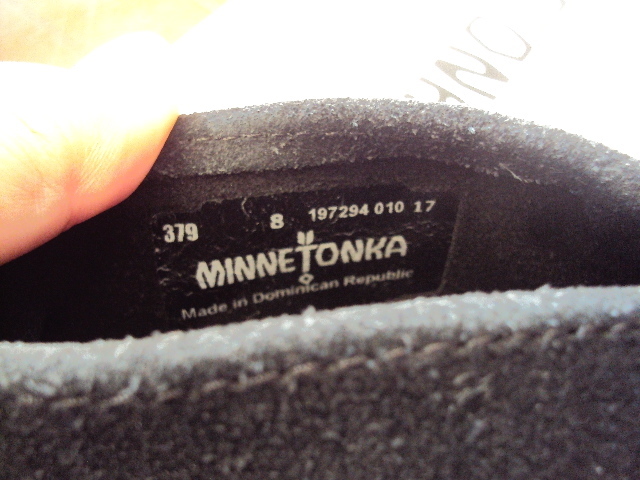 379 8 197294 010 17
MINNETONKA
Made in Dominican Republic